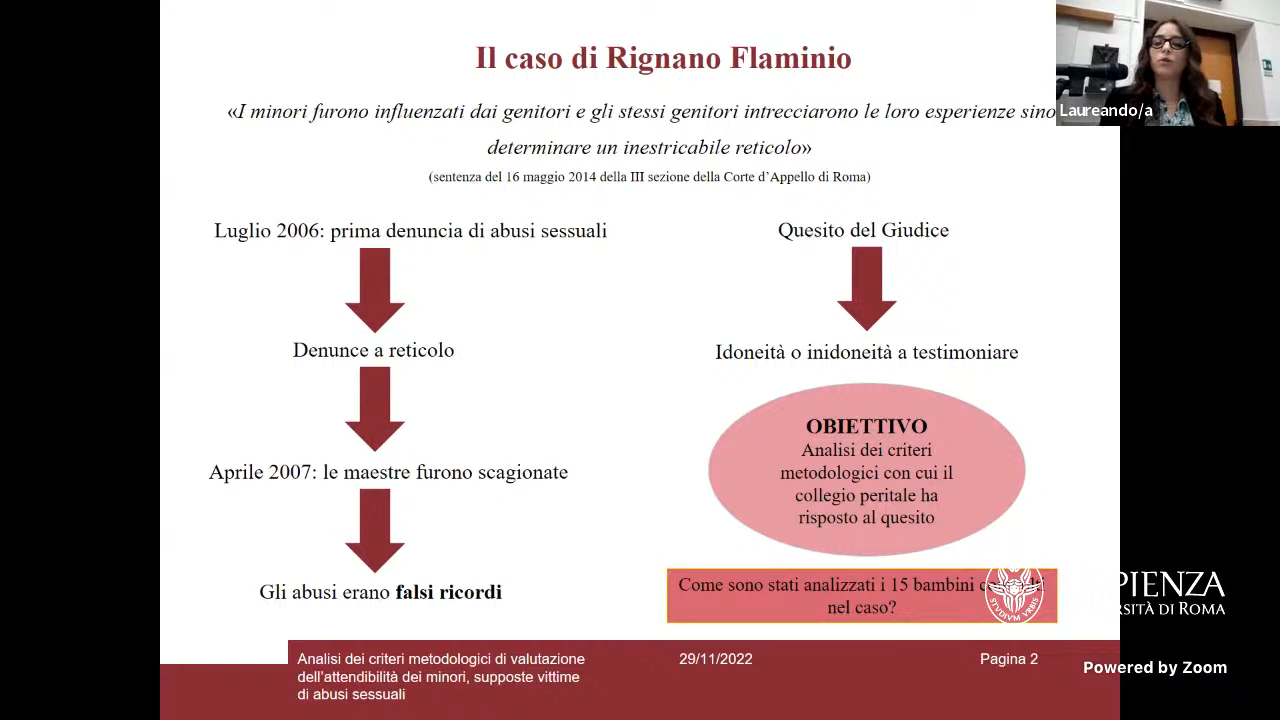 Il caso di Rignano Flaminio
«I minori furono influenzati dai genitori e gli stessi genitori intrecciarono le loro esperienze sino
determinare un inestricabile reticolo»
(sentenza del 16 maggio 2014 della III sezione della Corte d'Appello di Roma)
Laureando/a
Luglio 2006: prima denuncia di abusi sessuali
Denunce a reticolo
Aprile 2007: le maestre furono scagionate
Gli abusi erano falsi ricordi
Quesito del Giudice
Idoneità o inidoneità a testimoniare
OBIETTIVO
Analisi dei criteri
metodologici con cui il
collegio peritale ha
risposto al quesito
Come sono stati analizzati i 15 bambini
nel caso?
STVDIVM VRBIS
PIENZA
RSITÀ DI ROMA
Analisi dei criteri metodologici di valutazione
dell'attendibilità dei minori, supposte vittime
di abusi sessuali
29/11/2022
Pagina 2
Powered by Zoom